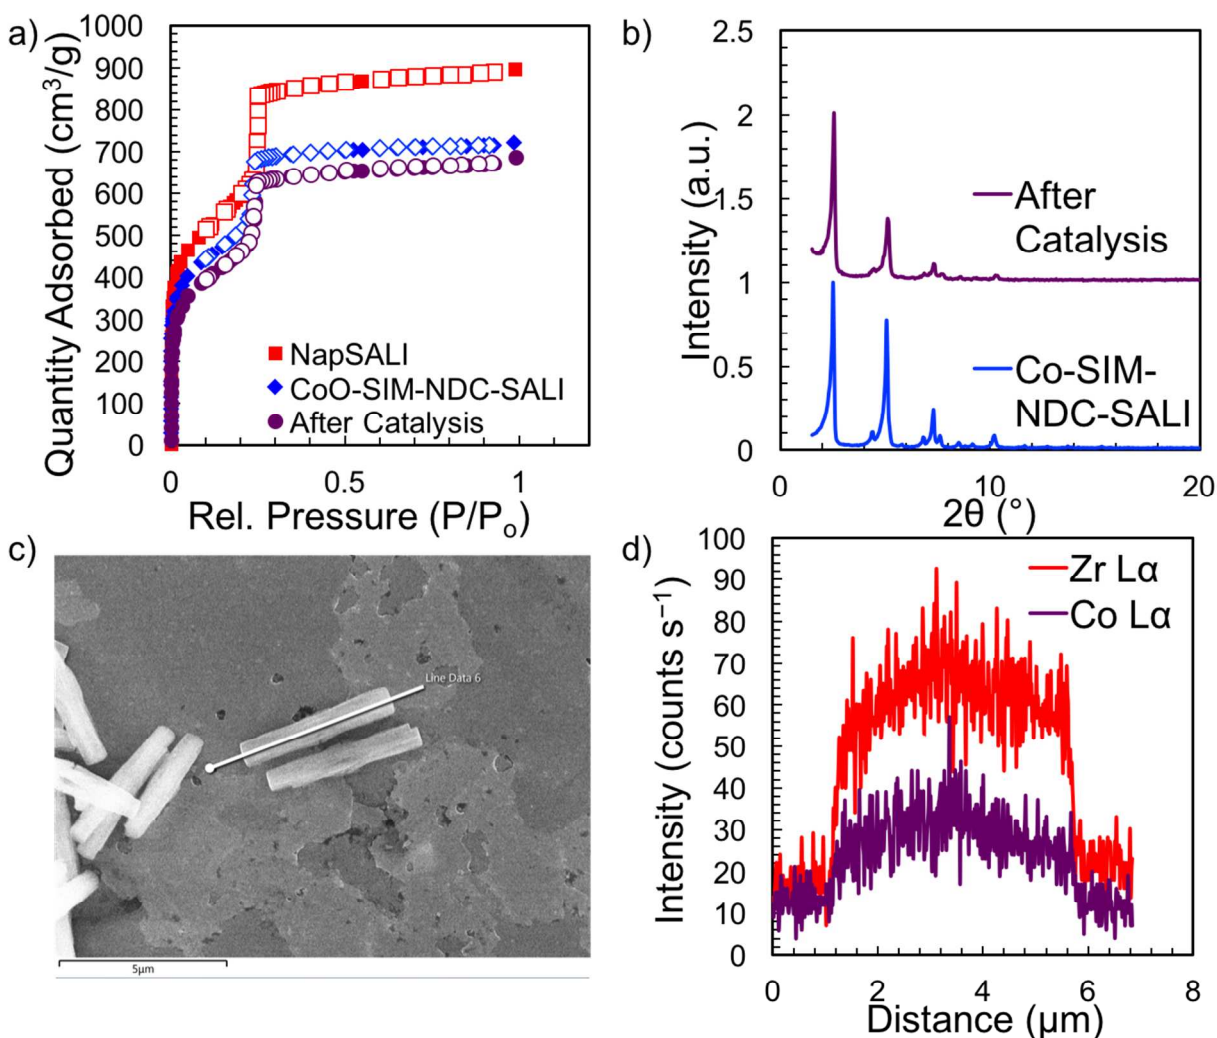 a)
Quantity Adsorbed (cm³/g)
1000
900
800
700
600
500
400
300
200
100
0
NapSALI
CoO-SIM-NDC-SALI
After Catalysis
0
0.5
1
Rel. Pressure (P/Pₒ)
b)
Intensity (a.u.)
2.5
2
1.5
1
0.5
0
After
Catalysis
Co-SIM-
NDC-SALI
0
10
20
2θ (°)
c)
Line Data 6
5µm
d)
Intensity (counts s⁻¹)
100
90
80
70
60
50
40
30
20
10
0
Zr Lα
Co Lα
0
2
4
6
8
Distance (µm)